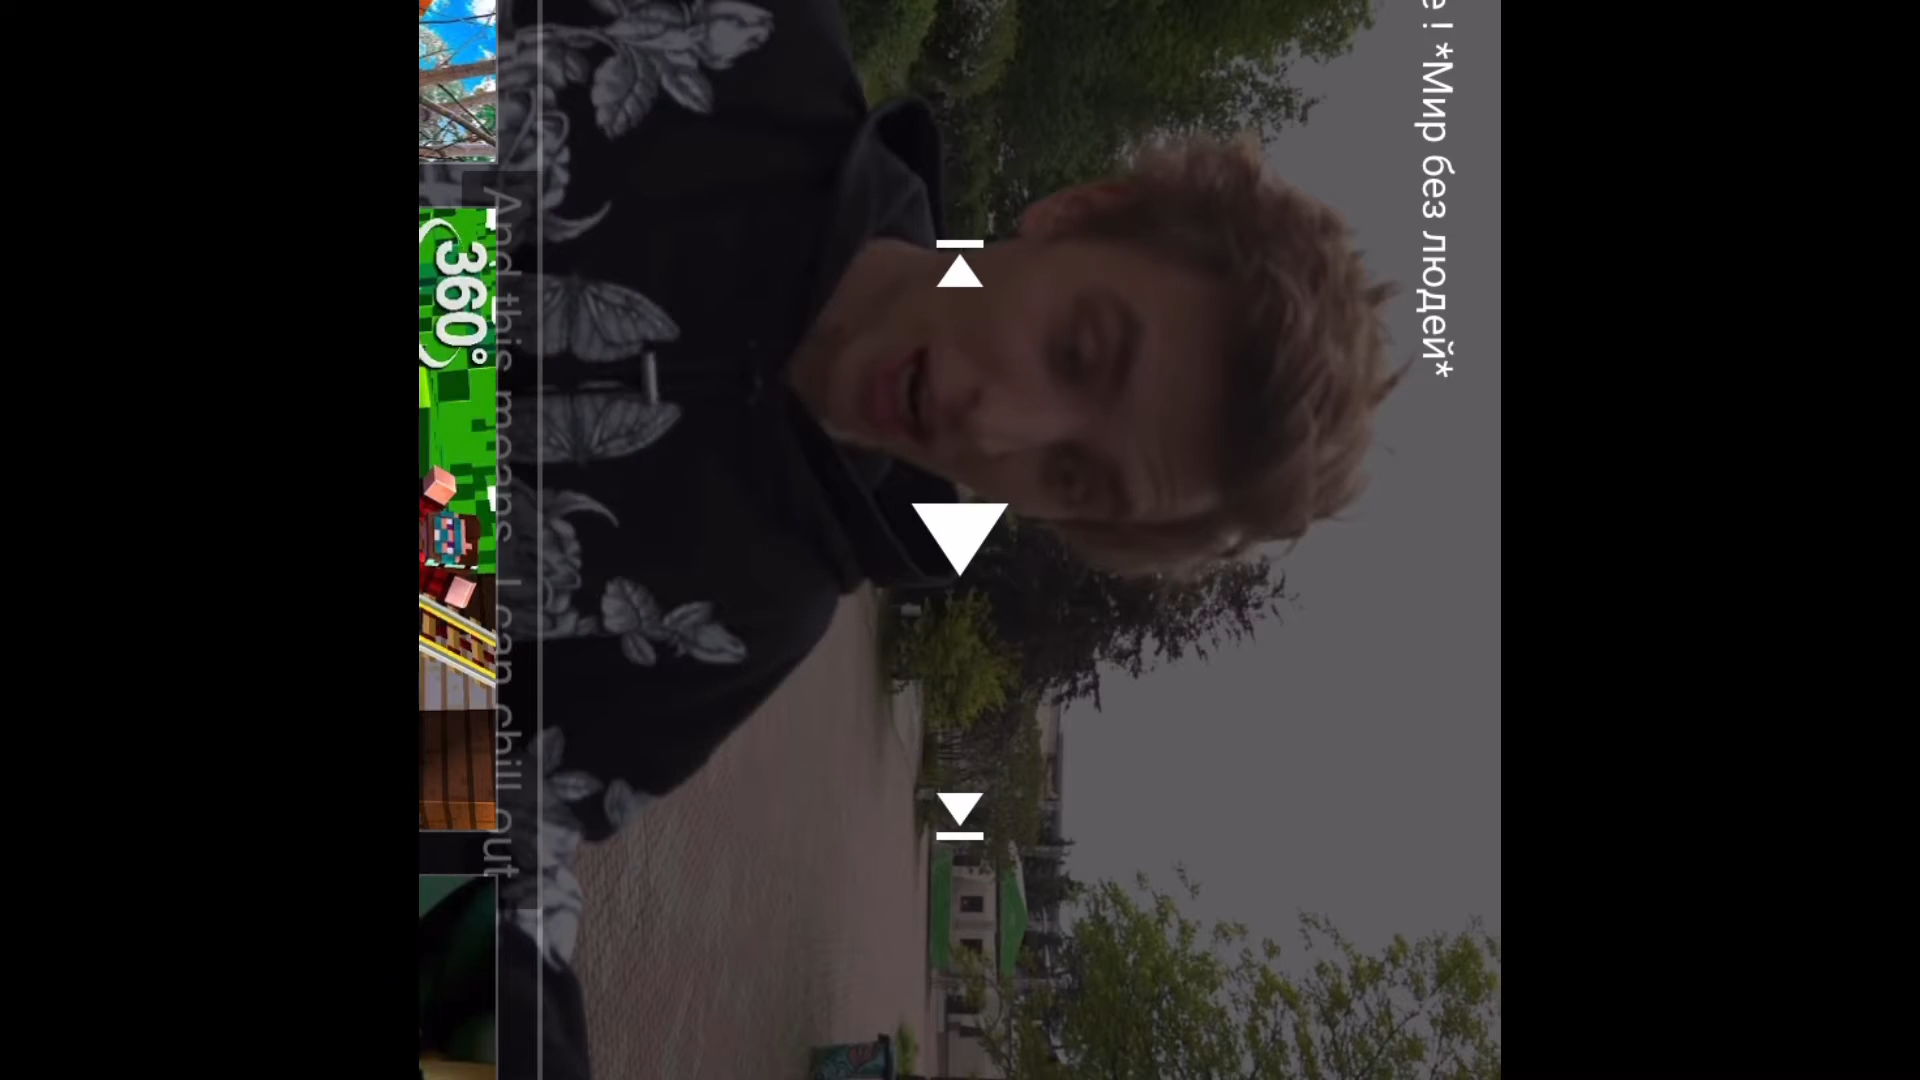 е ! *Мир без людей*
360°
And this means, I can chill out